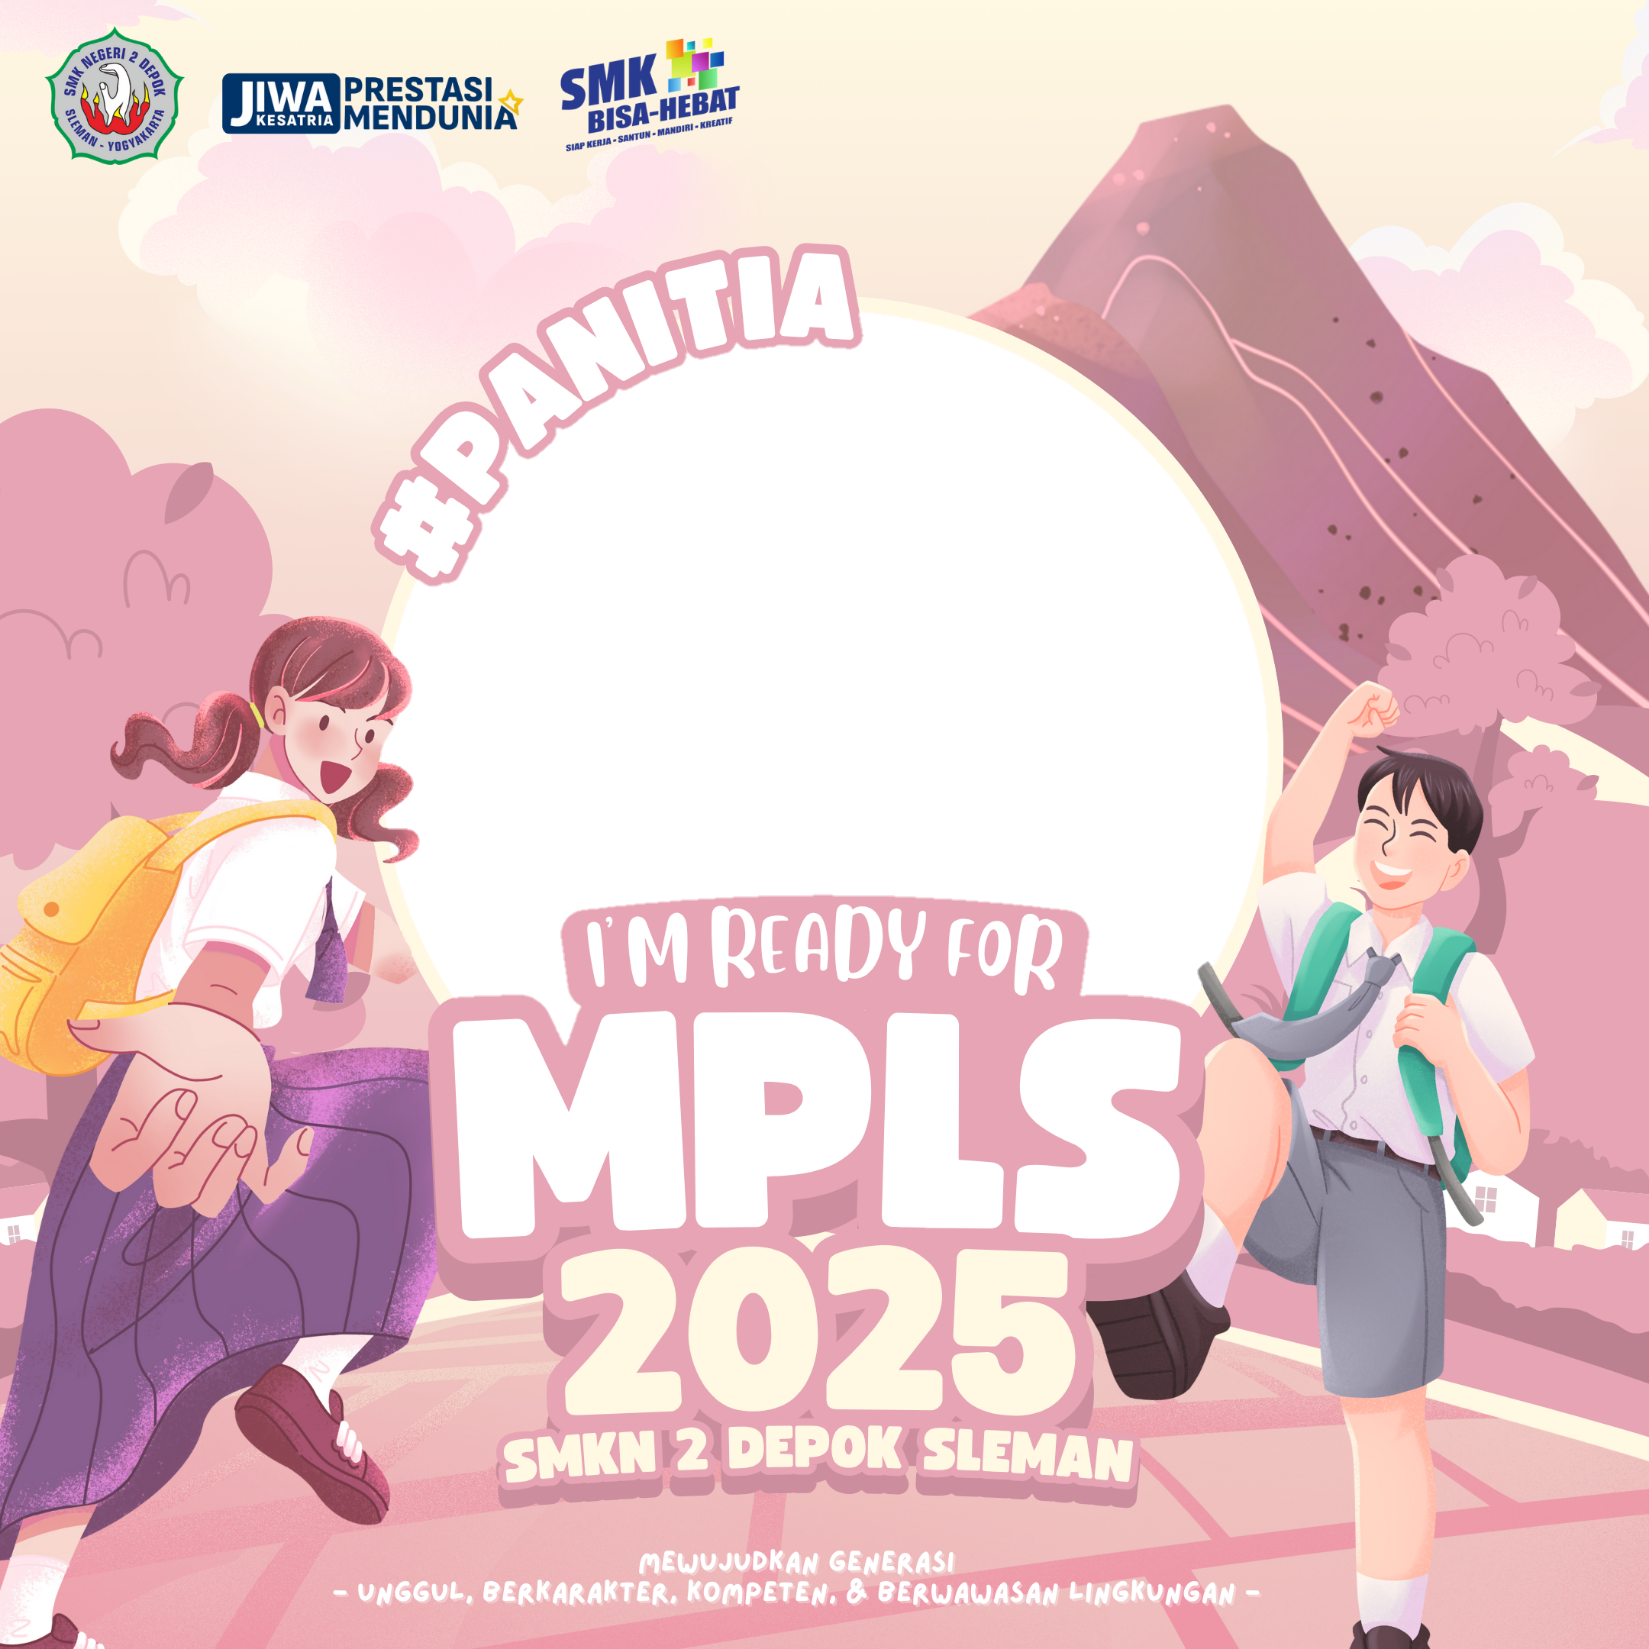 SMK NEGERI 2 DEPOK
SLEMAN - YOGYAKARTA
JIWA
KESATRIA
PRESTASI
MENDUNIA
SMK
BISA-HEBAT
SIAP KERJA • SANTUN • MANDIRI • KREATIF
#PANITIA
I'M READY FOR
MPLS
2025
SMKN 2 DEPOK SLEMAN
MEWUJUDKAN GENERASI
- UNGGUL, BERKARAKTER, KOMPETEN, & BERWAWASAN LINGKUNGAN -